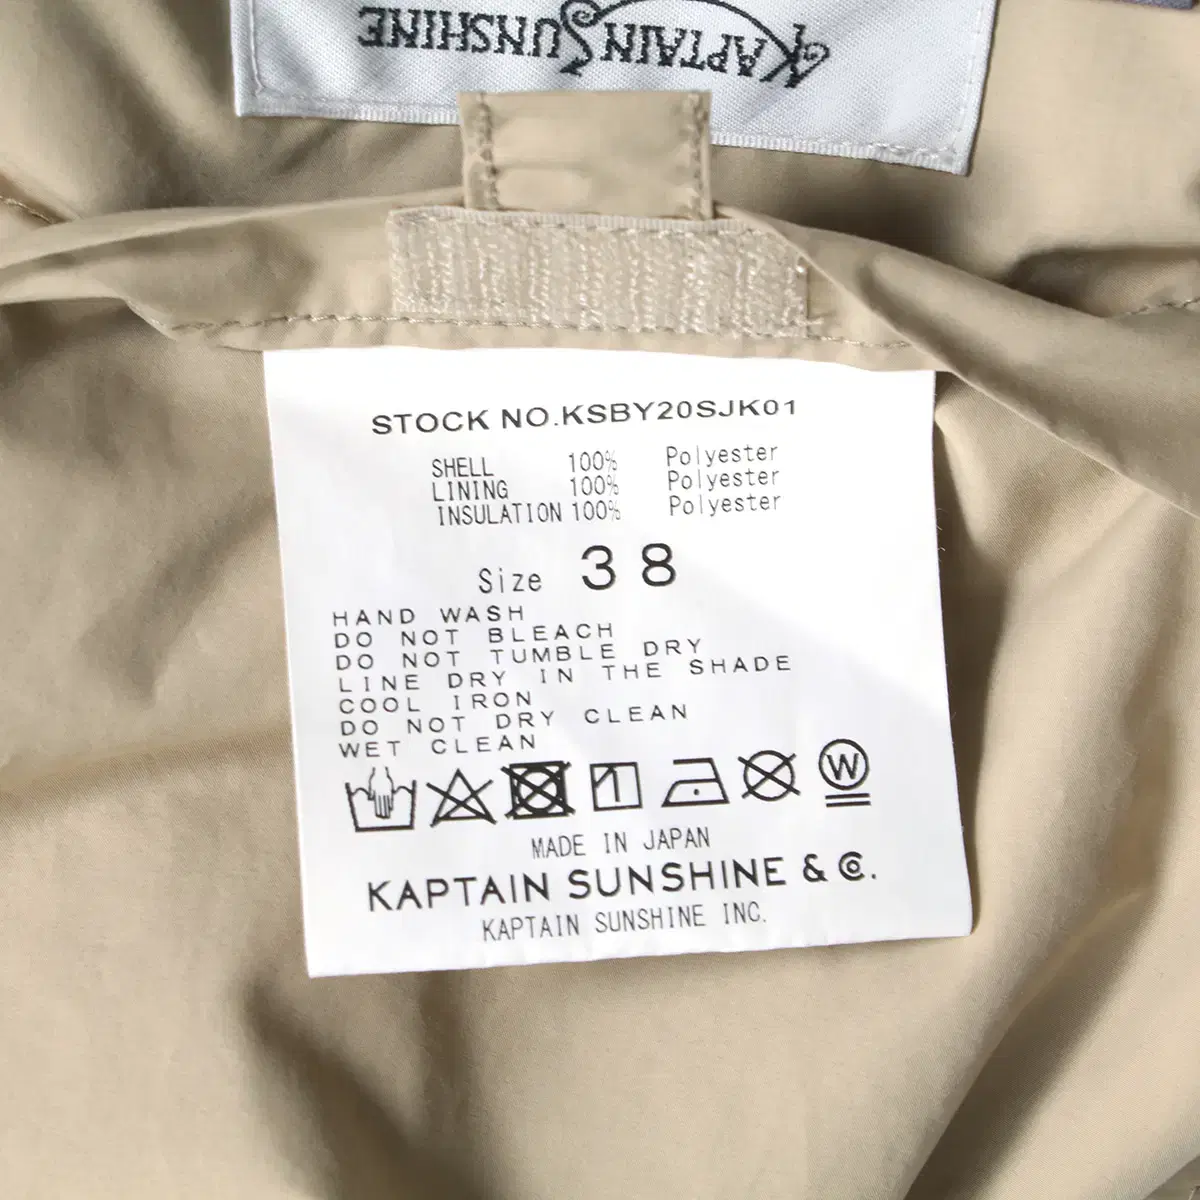 KAPTAIN SUNSHINE
STOCK NO.KSBY20SJK01
SHELL 100% Polyester
LINING 100% Polyester
INSULATION 100% Polyester
Size 38
HAND WASH
DO NOT BLEACH
DO NOT TUMBLE DRY
LINE DRY IN THE SHADE
COOL IRON
DO NOT DRY CLEAN
WET CLEAN
W
MADE IN JAPAN
KAPTAIN SUNSHINE & Co.
KAPTAIN SUNSHINE INC.